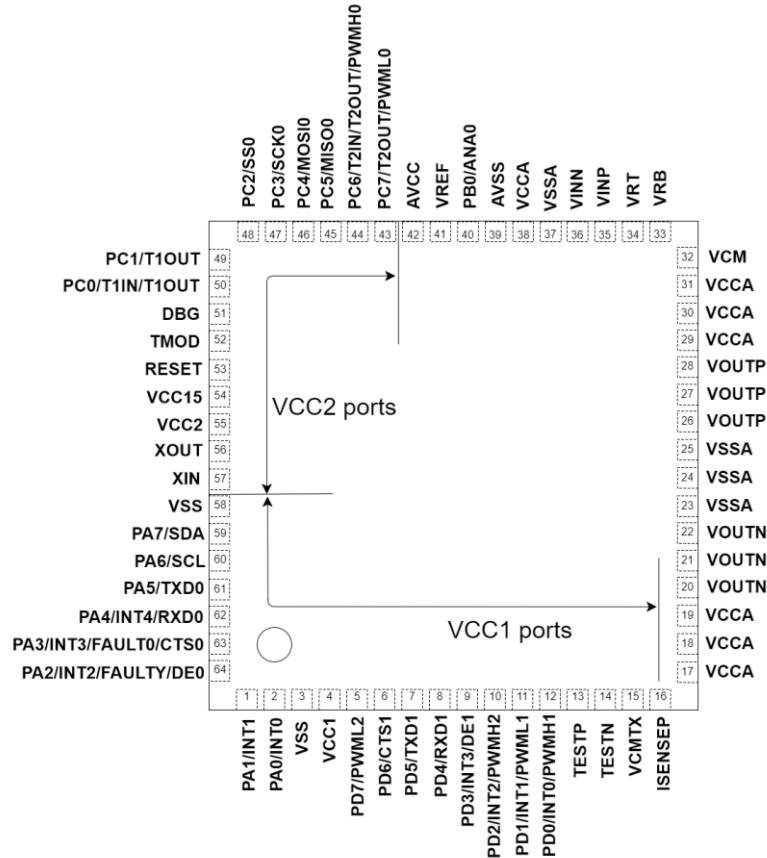 PC2/SS0
PC3/SCK0
PC4/MOSI0
PC5/MISO0
PC6/T2IN/T2OUT/PWMH0
PC7/T2OUT/PWML0
AVCC
VREF
PB0/ANA0
AVSS
VCCA
VSSA
VINN
VINP
VRT
VRB
48 47 46 45 44 43 42 41 40 39 38 37 36 35 34 33
PC1/T1OUT 49
PC0/T1IN/T1OUT 50
DBG 51
TMOD 52
RESET 53
VCC15 54
VCC2 55
XOUT 56
XIN 57
VSS 58
PA7/SDA 59
PA6/SCL 60
PA5/TXD0 61
PA4/INT4/RXD0 62
PA3/INT3/FAULT0/CTS0 63
PA2/INT2/FAULTY/DE0 64
VCC2 ports
VCC1 ports
32 VCM
31 VCCA
30 VCCA
29 VCCA
28 VOUTP
27 VOUTP
26 VOUTP
25 VSSA
24 VSSA
23 VSSA
22 VOUTN
21 VOUTN
20 VOUTN
19 VCCA
18 VCCA
17 VCCA
1 2 3 4 5 6 7 8 9 10 11 12 13 14 15 16
PA1/INT1
PA0/INT0
VSS
VCC1
PD7/PWML2
PD6/CTS1
PD5/TXD1
PD4/RXD1
PD3/INT3/DE1
PD2/INT2/PWMH2
PD1/INT1/PWML1
PD0/INT0/PWMH1
TESTP
TESTN
VCMTX
ISENSEP